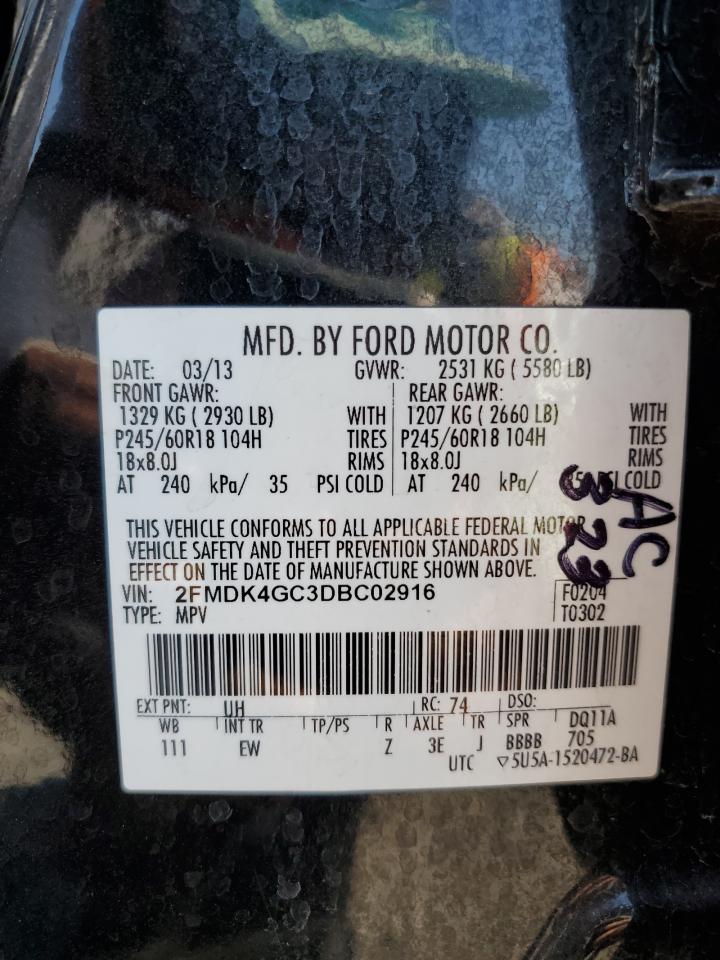 MFD. BY FORD MOTOR CO.
DATE: 03/13 GVWR: 2531 KG ( 5580 LB)
FRONT GAWR: REAR GAWR:
1329 KG ( 2930 LB) WITH 1207 KG ( 2660 LB) WITH
P245/60R18 104H TIRES P245/60R18 104H TIRES
18x8.0J RIMS 18x8.0J RIMS
AT 240 kPa/ 35 PSI COLD AT 240 kPa/ PSI COLD
AC
323
THIS VEHICLE CONFORMS TO ALL APPLICABLE FEDERAL MOTOR
VEHICLE SAFETY AND THEFT PREVENTION STANDARDS IN
EFFECT ON THE DATE OF MANUFACTURE SHOWN ABOVE.
VIN: 2FMDK4GC3DBC02916 F0204
TYPE: MPV T0302
EXT PNT: UH RC: 74 DSO:
WB INT TR TP/PS R AXLE TR SPR DQ11A
111 EW Z 3E J BBBB 705
UTC ▽5U5A-1520472-BA